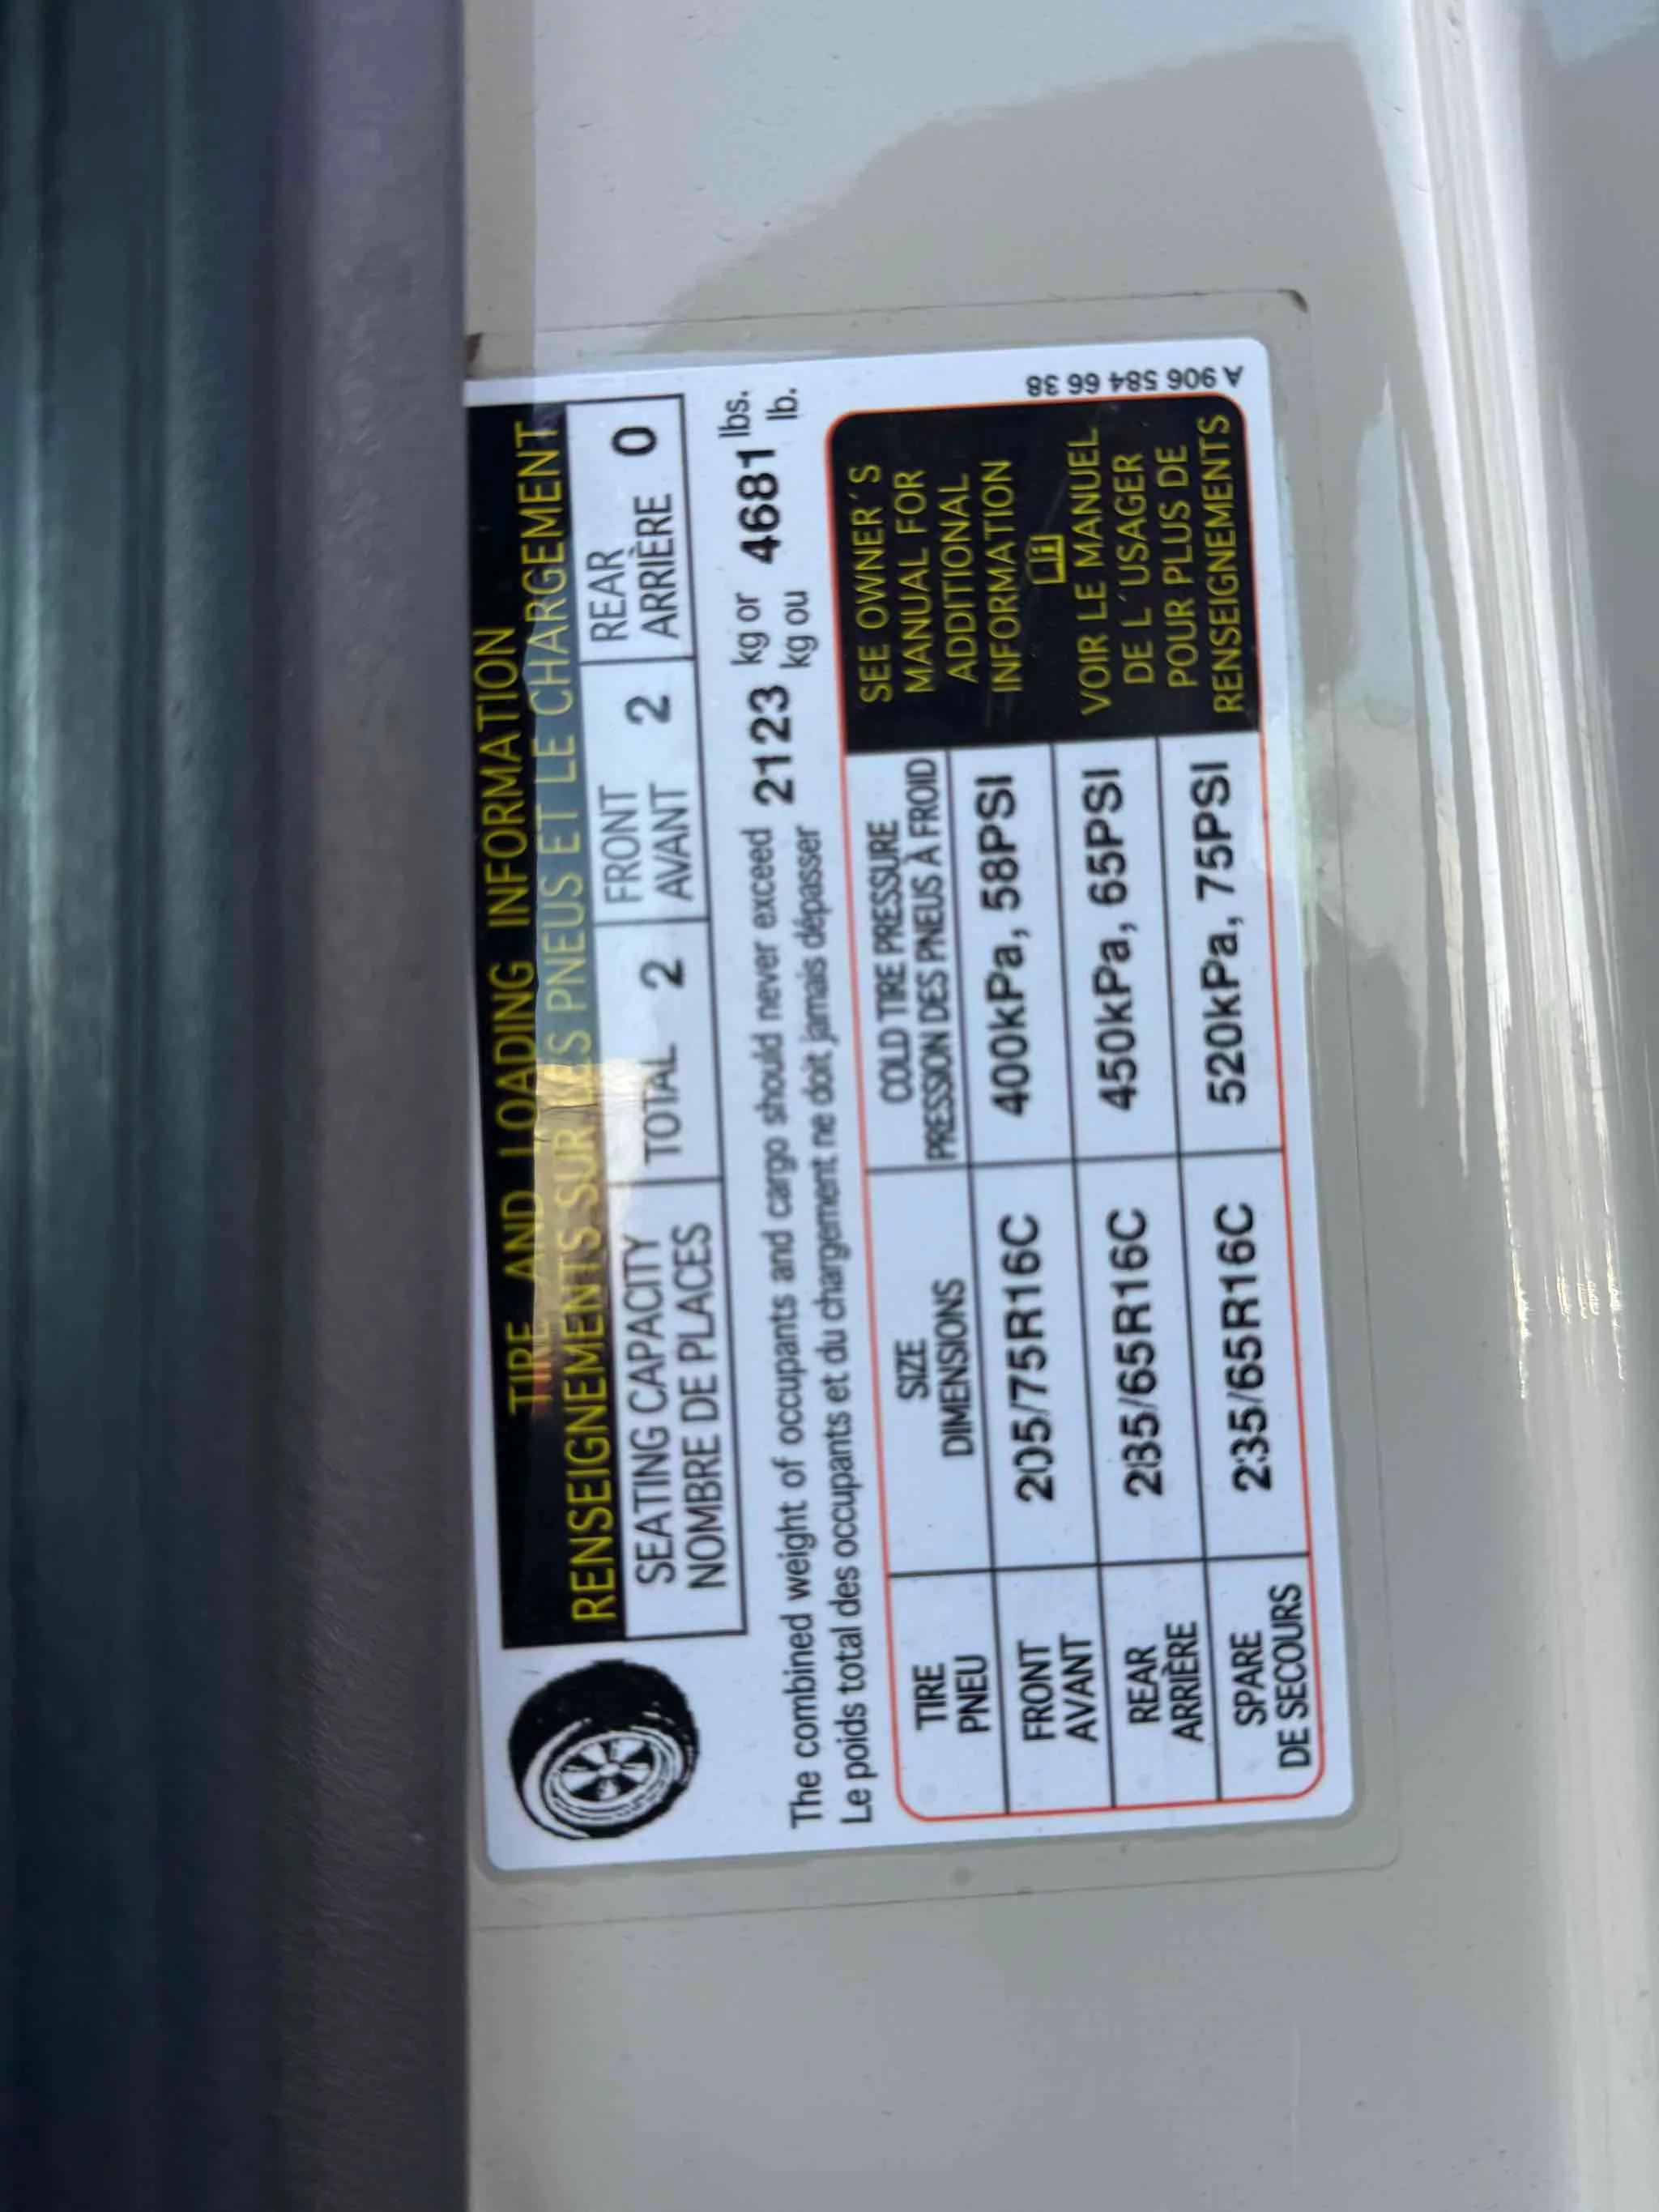 TIRE AND LOADING INFORMATION
RENSEIGNEMENTS SUR LES PNEUS ET LE CHARGEMENT
SEATING CAPACITY
NOMBRE DE PLACES
TOTAL 2
FRONT
AVANT 2
REAR
ARRIÈRE 0
The combined weight of occupants and cargo should never exceed 2123 kg or 4681 lbs.
Le poids total des occupants et du chargement ne doit jamais dépasser kg ou lb.
TIRE
PNEU
SIZE
DIMENSIONS
COLD TIRE PRESSURE
PRESSION DES PNEUS À FROID
FRONT
AVANT
205/75R16C
400kPa, 58PSI
REAR
ARRIÈRE
235/65R16C
450kPa, 65PSI
SPARE
DE SECOURS
235/65R16C
520kPa, 75PSI
SEE OWNER´S
MANUAL FOR
ADDITIONAL
INFORMATION
VOIR LE MANUEL
DE L´USAGER
POUR PLUS DE
RENSEIGNEMENTS
A 906 584 66 38